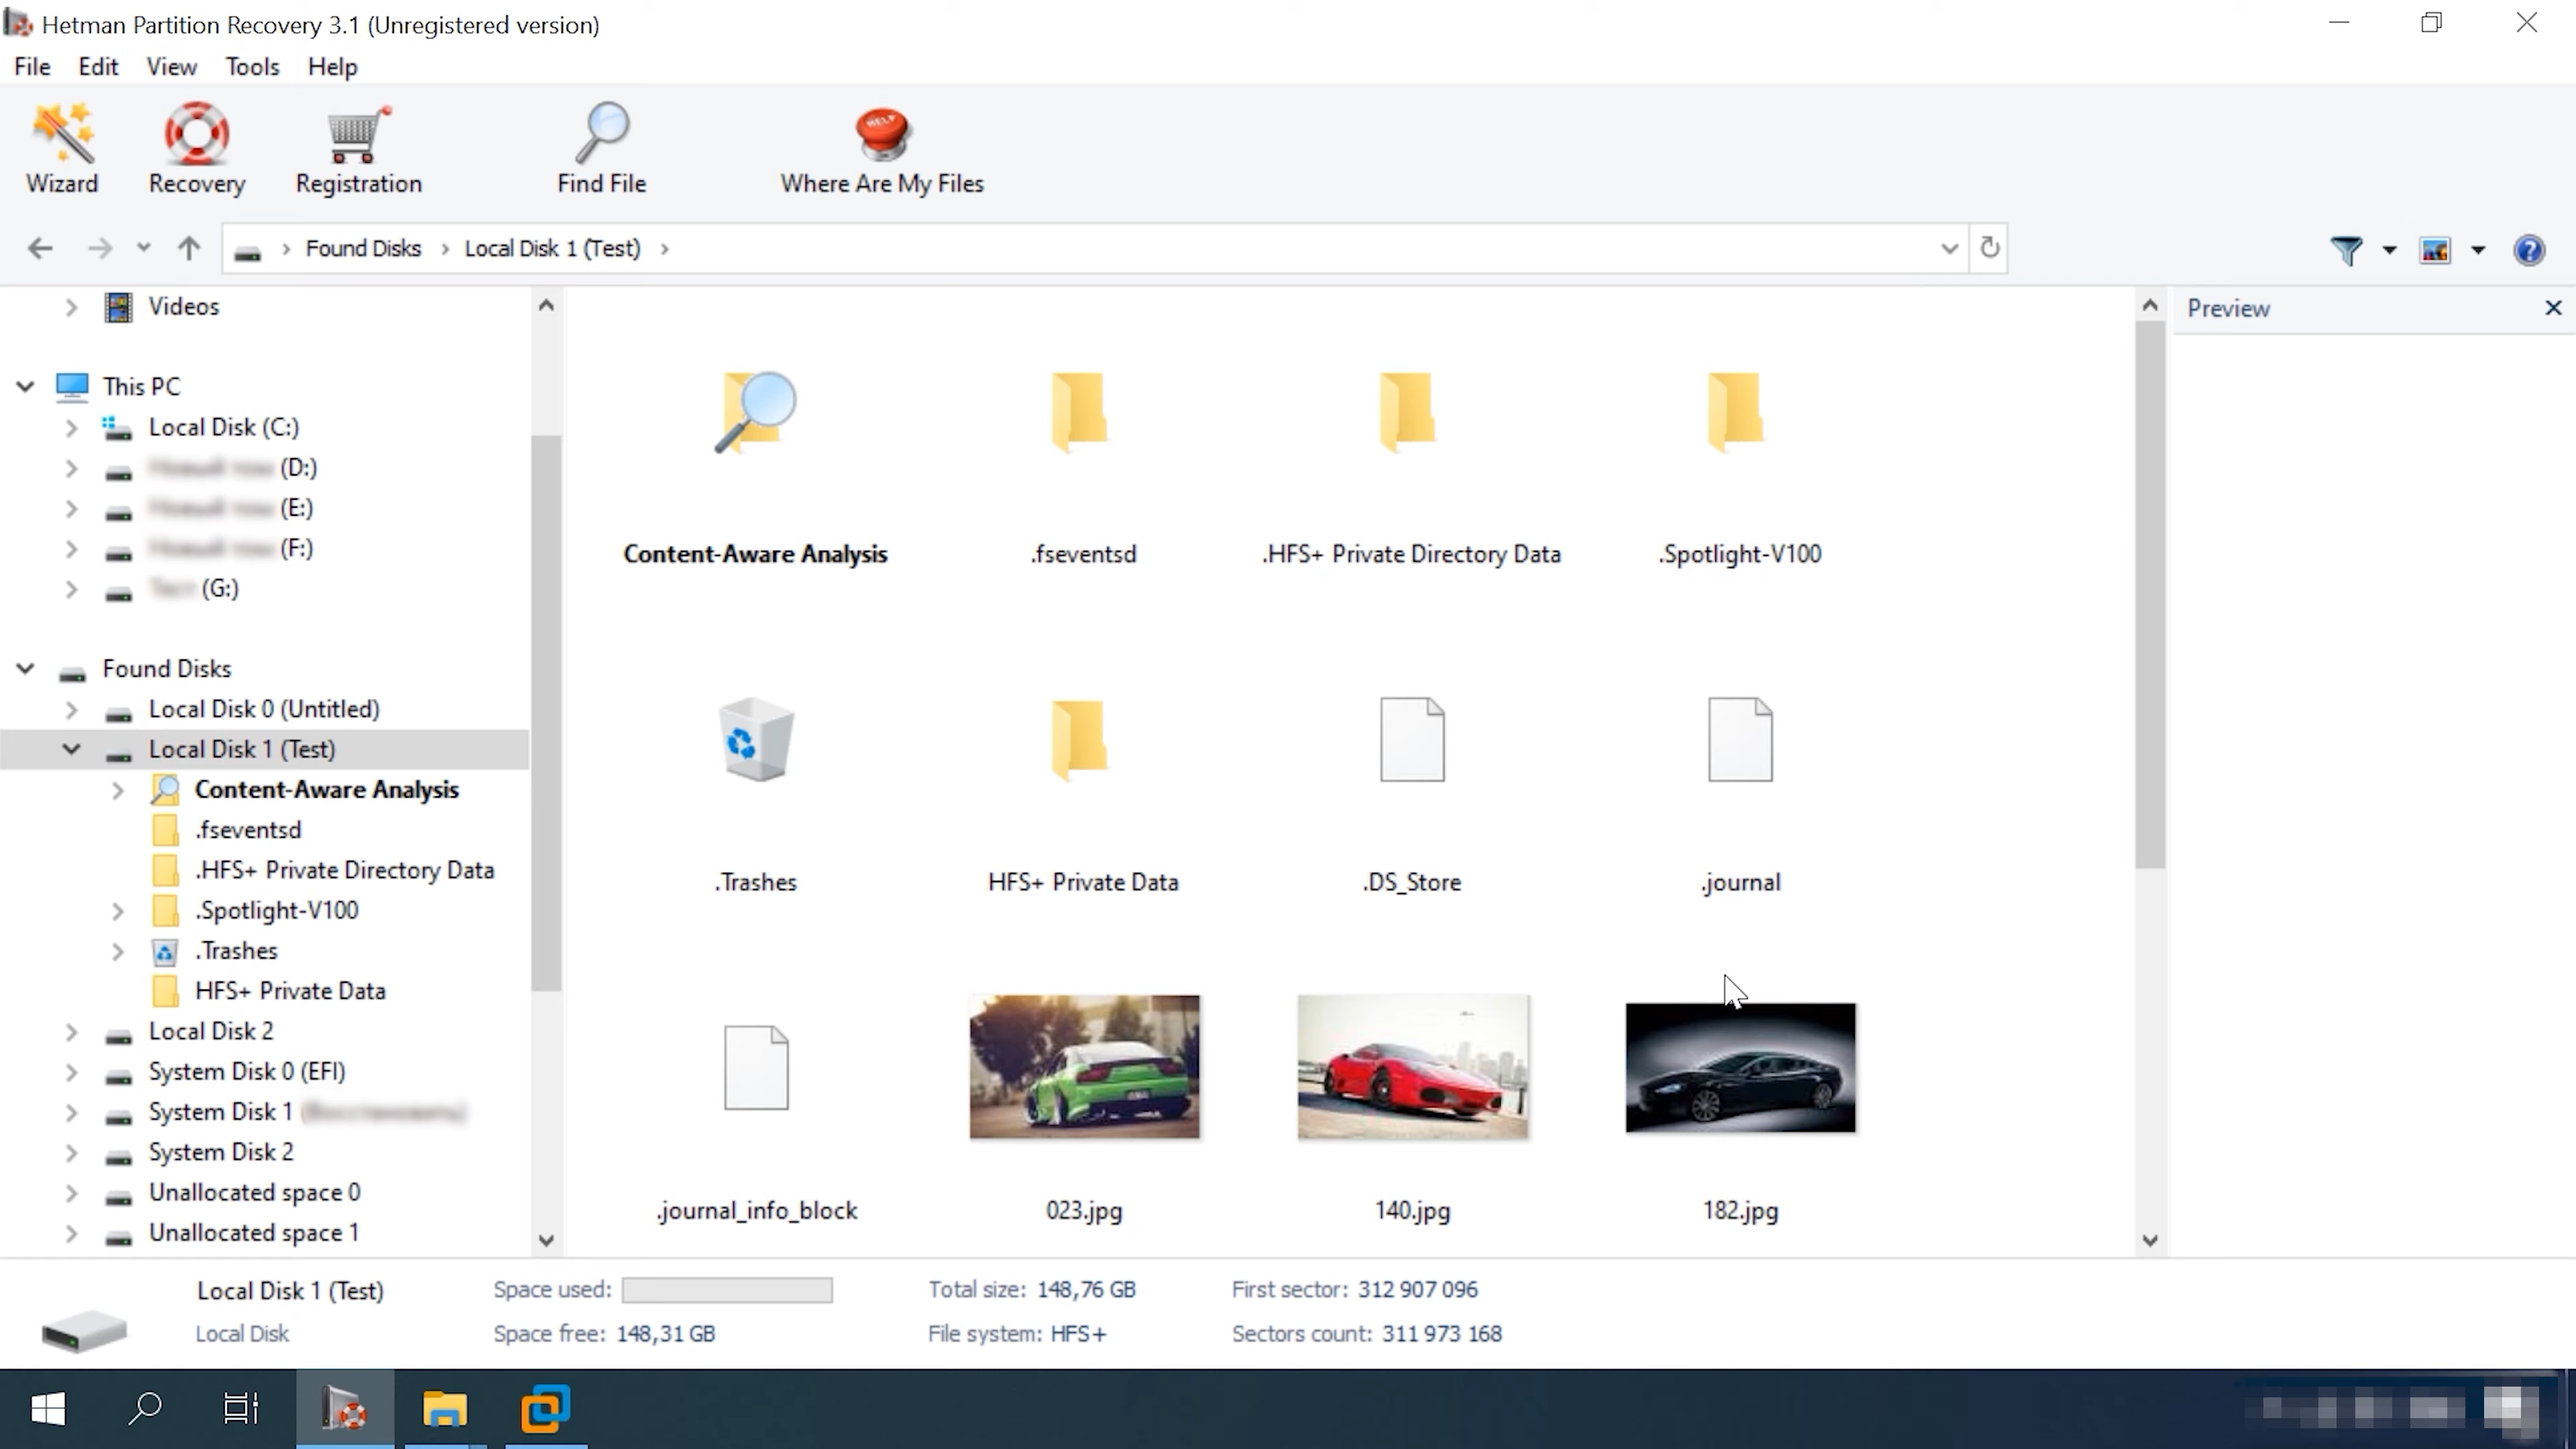 Hetman Partition Recovery 3.1 (Unregistered version)
File Edit View Tools Help
Wizard Recovery Registration Find File HELP Where Are My Files
Found Disks Local Disk 1 (Test)
Videos
This PC
Local Disk (C:)
(D:)
(E:)
(F:)
(G:)
Found Disks
Local Disk 0 (Untitled)
Local Disk 1 (Test)
Content-Aware Analysis
.fseventsd
.HFS+ Private Directory Data
.Spotlight-V100
.Trashes
HFS+ Private Data
Local Disk 2
System Disk 0 (EFI)
System Disk 1
System Disk 2
Unallocated space 0
Unallocated space 1
Content-Aware Analysis .fseventsd .HFS+ Private Directory Data .Spotlight-V100
.Trashes HFS+ Private Data .DS_Store .journal
.journal_info_block 023.jpg 140.jpg 182.jpg
Preview
Local Disk 1 (Test) Space used: Total size: 148,76 GB First sector: 312 907 096
Local Disk Space free: 148,31 GB File system: HFS+ Sectors count: 311 973 168